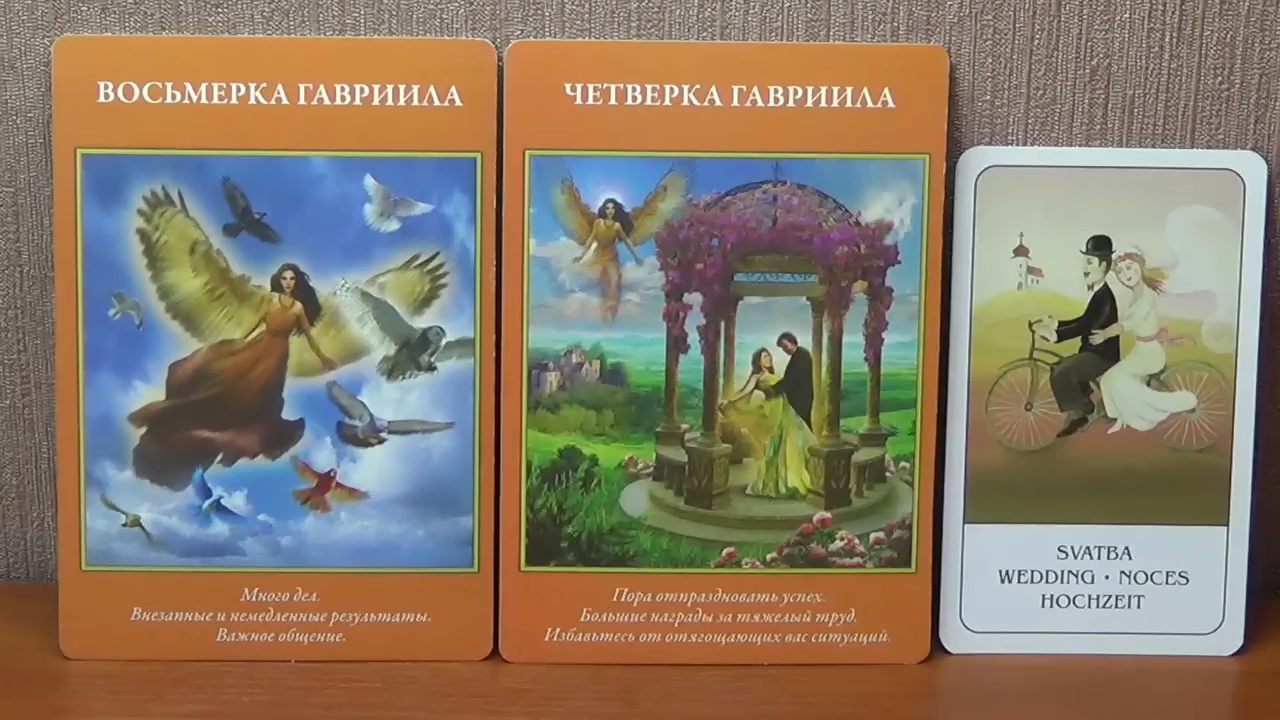 ВОСЬМЕРКА ГАВРИИЛА
Много дел.
Внезапные и немедленные результаты.
Важное общение.
ЧЕТВЕРКА ГАВРИИЛА
Пора отпраздновать успех.
Большие награды за тяжелый труд.
Избавьтесь от отягощающих вас ситуаций.
SVATBA
WEDDING • NOCES
HOCHZEIT